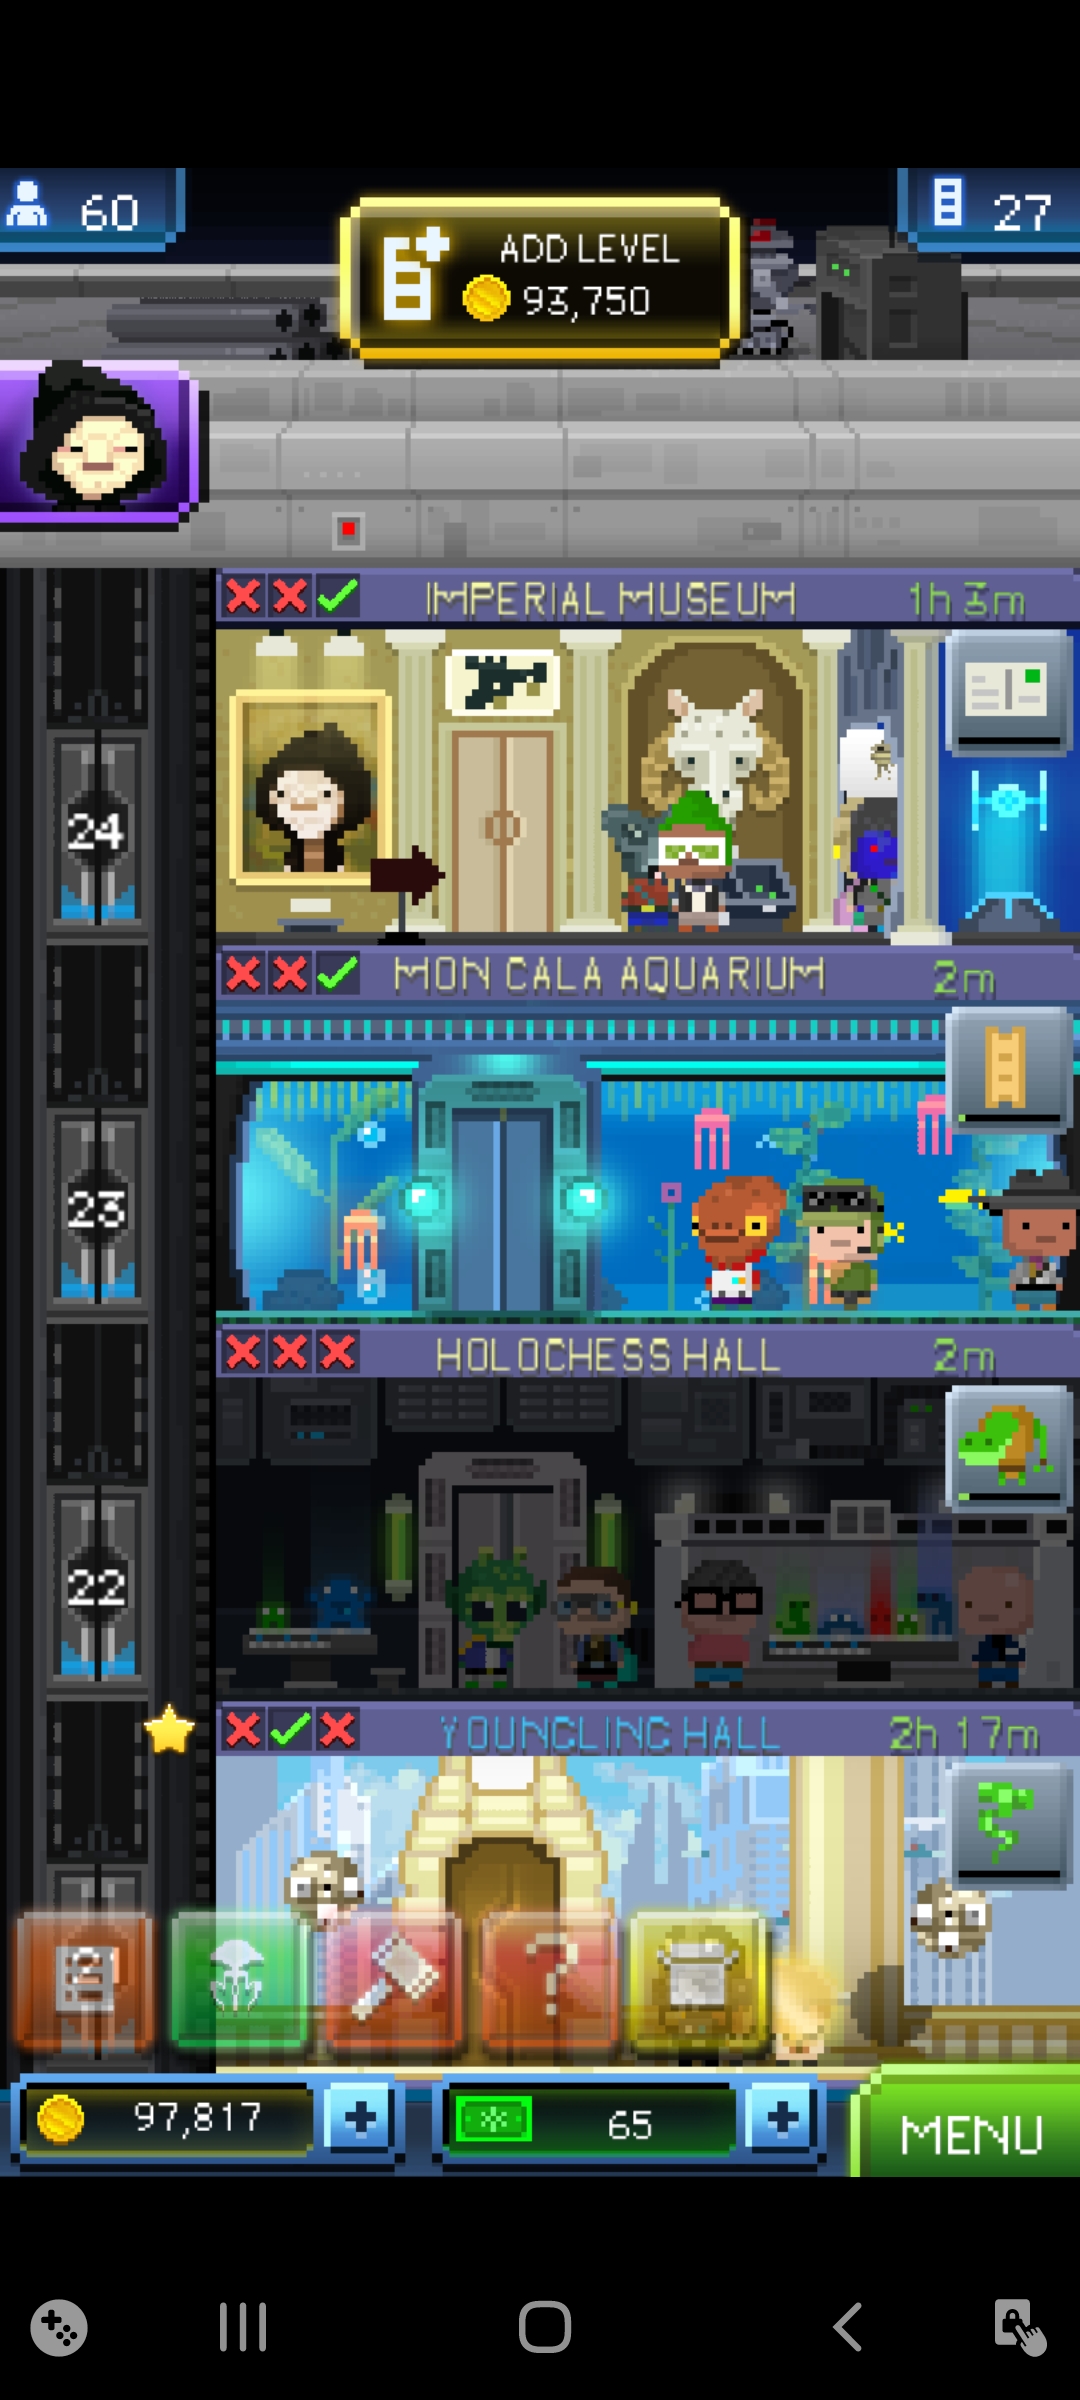 60
ADD LEVEL
93,750
27
IMPERIAL MUSEUM 1h 3m
24
MON CALA AQUARIUM 2m
23
HOLOCHESS HALL 2m
22
YOUNGLING HALL 2h 17m
?
97,817 + 65 + MENU